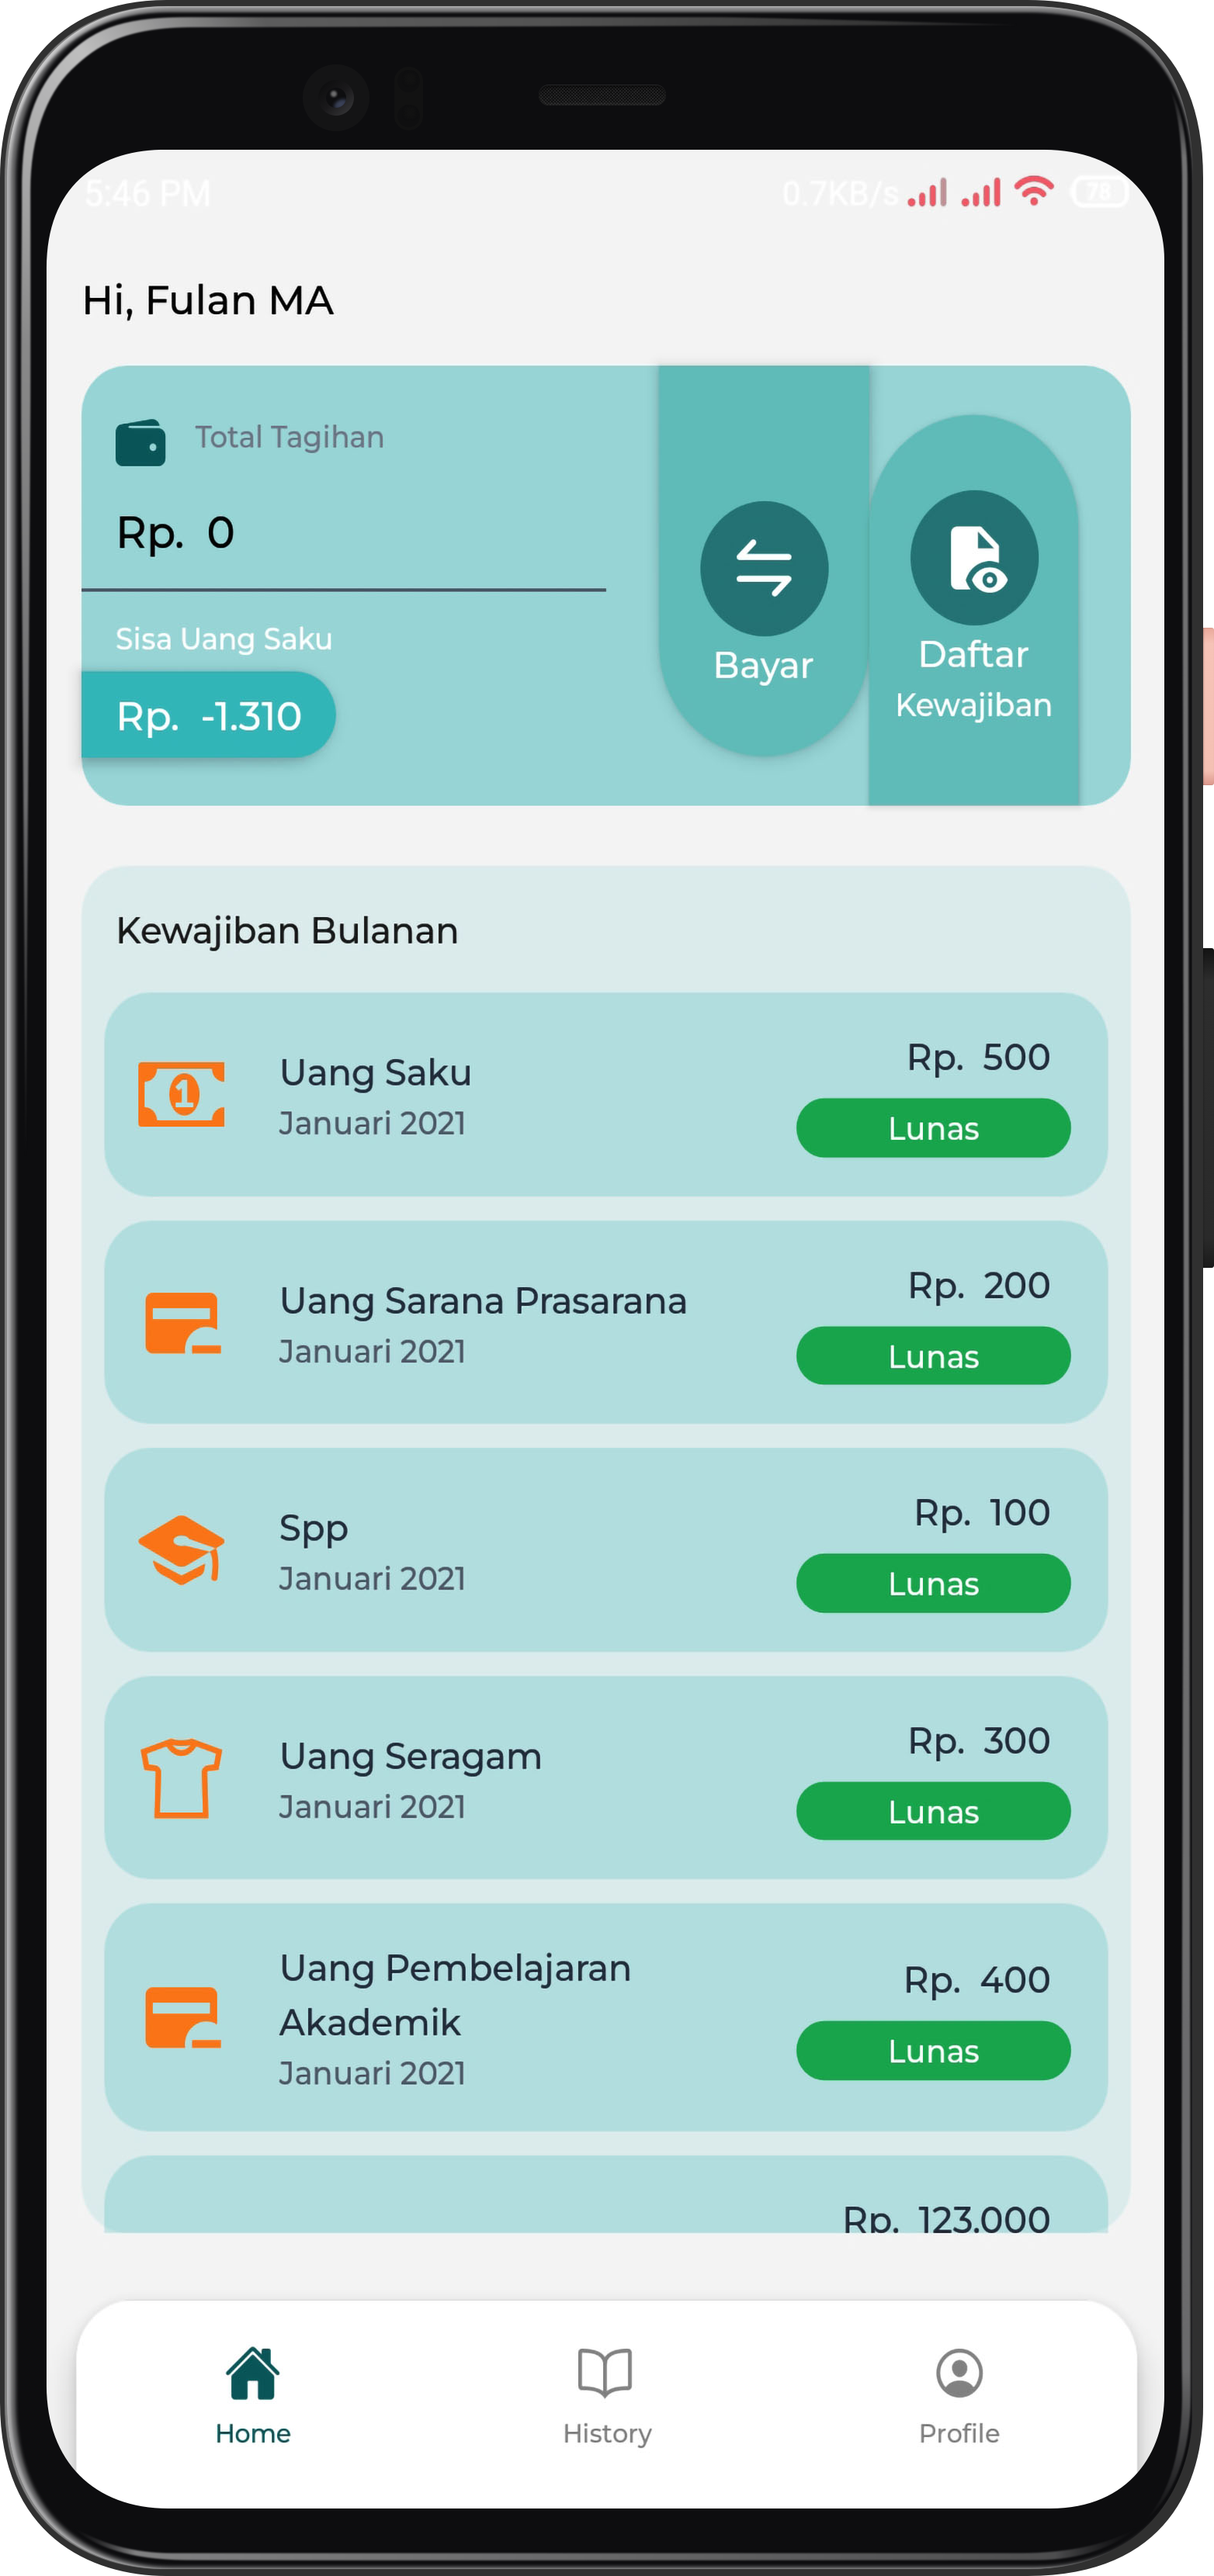 5:46 PM 0.7KB/s 78
Hi, Fulan MA
Total Tagihan
Rp. 0
Sisa Uang Saku
Rp. -1.310
Bayar
Daftar
Kewajiban
Kewajiban Bulanan
Uang Saku
Januari 2021
Rp. 500
Lunas
Uang Sarana Prasarana
Januari 2021
Rp. 200
Lunas
Spp
Januari 2021
Rp. 100
Lunas
Uang Seragam
Januari 2021
Rp. 300
Lunas
Uang Pembelajaran
Akademik
Januari 2021
Rp. 400
Lunas
Rp. 123.000
Home
History
Profile